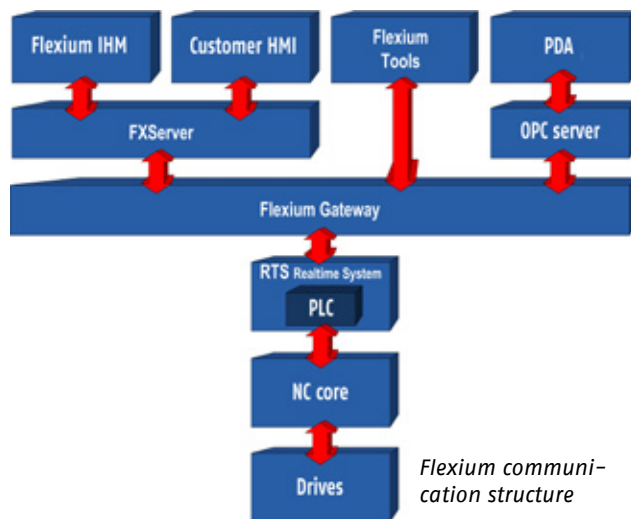 Flexium IHM
Customer HMI
Flexium
Tools
PDA
FXServer
OPC server
Flexium Gateway
RTS Realtime System
PLC
NC core
Drives
Flexium communi-
cation structure